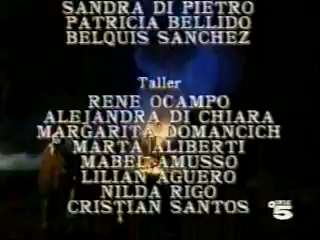 SANDRA DI PIETRO
PATRICIA BELLIDO
BELQUIS SANCHEZ
Taller
RENE OCAMPO
ALEJANDRA DI CHIARA
MARGARITA DOMANCICH
MARTA ALIBERTI
MABEL AMUSSO
LILIAN AGUERO
NILDA RIGO
CRISTIAN SANTOS
5